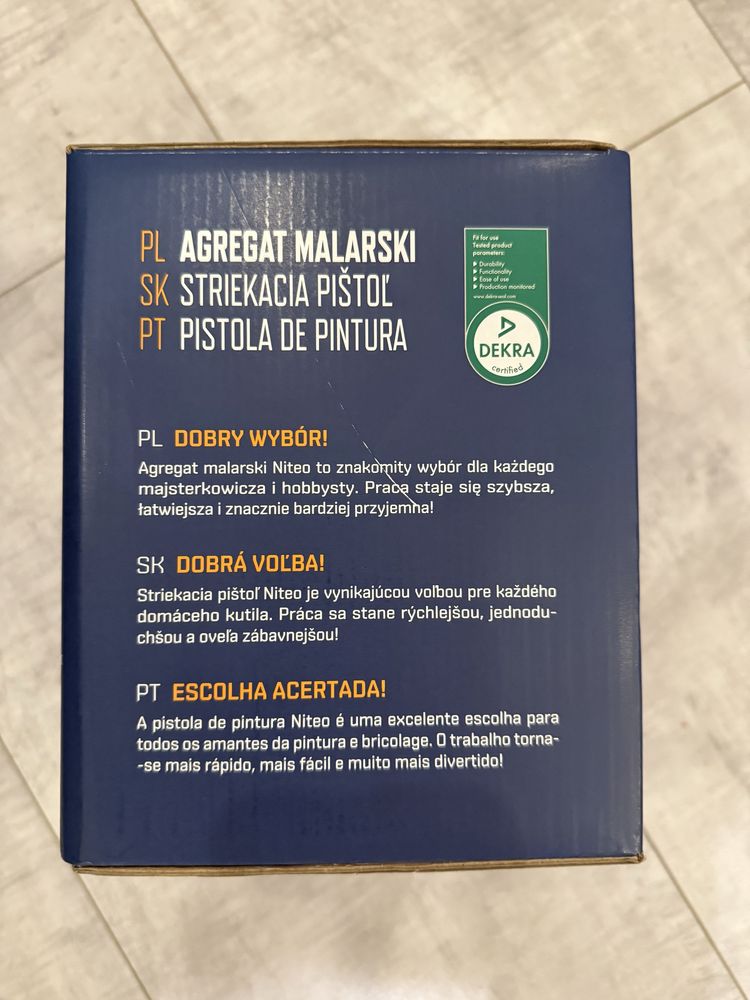 PL AGREGAT MALARSKI
SK STRIEKACIA PIŠTOĽ
PT PISTOLA DE PINTURA
Fit for use
Tested product
parameters:
Durability
Functionality
Ease of use
Production monitored
www.dekra-seal.com
DEKRA
certified
PL DOBRY WYBÓR!
Agregat malarski Niteo to znakomity wybór dla każdego
majsterkowicza i hobbysty. Praca staje się szybsza,
łatwiejsza i znacznie bardziej przyjemna!
SK DOBRÁ VOĽBA!
Striekacia pištoľ Niteo je vynikajúcou voľbou pre každého
domáceho kutila. Práca sa stane rýchlejšou, jednodu-
chšou a oveľa zábavnejšou!
PT ESCOLHA ACERTADA!
A pistola de pintura Niteo é uma excelente escolha para
todos os amantes da pintura e bricolage. O trabalho torna-
-se mais rápido, mais fácil e muito mais divertido!